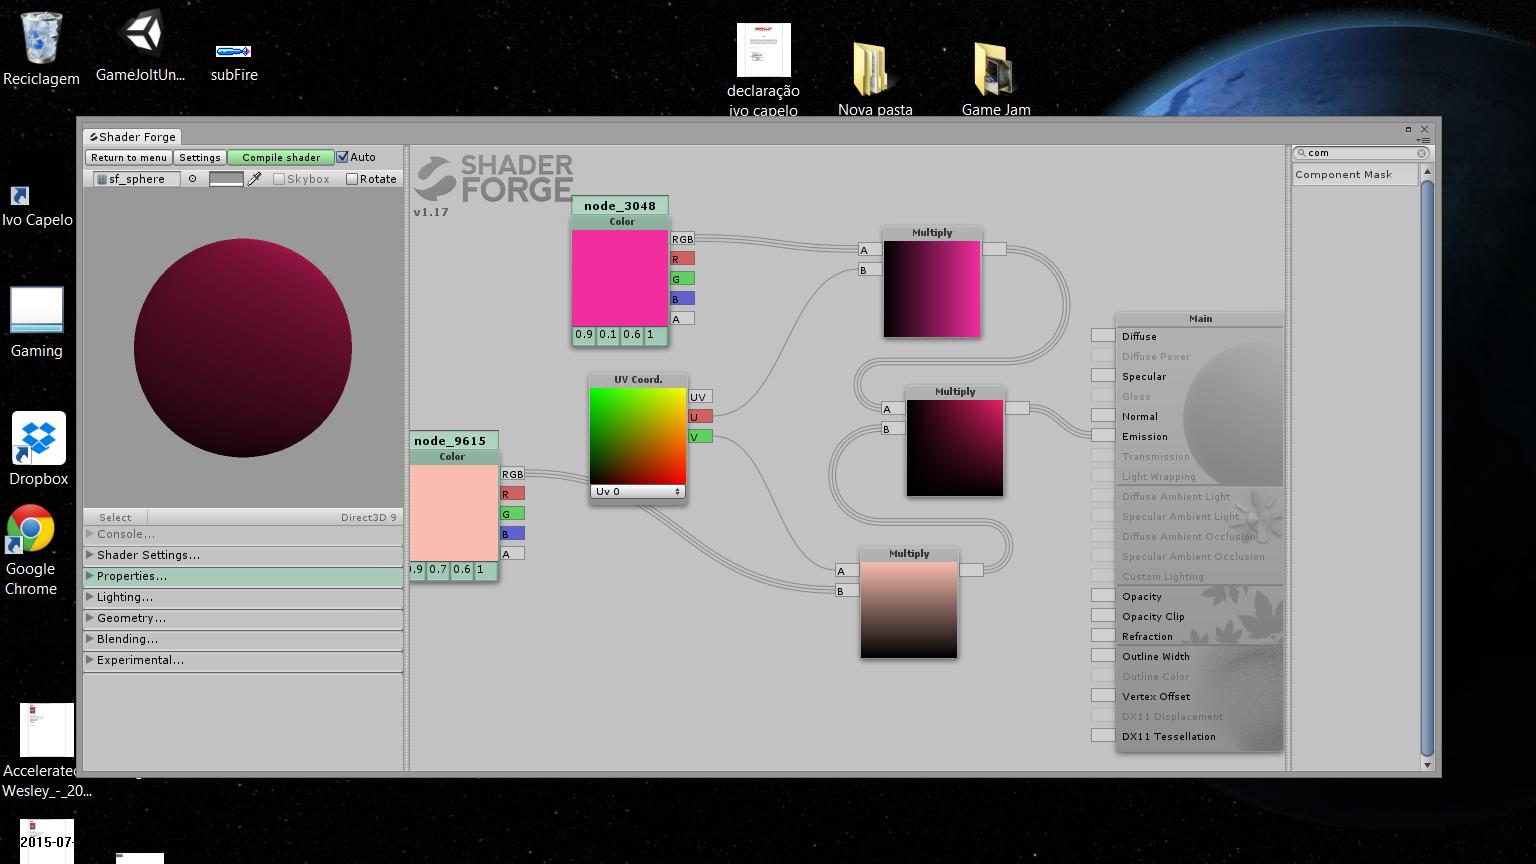 Reciclagem
GameJoltUn...
subFire
declaração
ivo capelo
Nova pasta
Game Jam
Ivo Capelo
Gaming
Dropbox
Google
Chrome
Accelerated
Wesley_-_20...
2015-07-
Shader Forge
Return to menu
Settings
Compile shader
Auto
sf_sphere
Skybox
Rotate
Select
Direct3D 9
Console...
Shader Settings...
Properties...
Lighting...
Geometry...
Blending...
Experimental...
SHADER
FORGE
v1.17
node_3048
Color
RGB
R
G
B
A
0.9 0.1 0.6 1
UV Coord.
UV
U
V
Uv 0
node_9615
Color
RGB
R
G
B
A
.9 0.7 0.6 1
Multiply
A
B
Multiply
A
B
Multiply
A
B
Main
Diffuse
Diffuse Power
Specular
Gloss
Normal
Emission
Transmission
Light Wrapping
Diffuse Ambient Light
Specular Ambient Light
Diffuse Ambient Occlusion
Specular Ambient Occlusion
Custom Lighting
Opacity
Opacity Clip
Refraction
Outline Width
Outline Color
Vertex Offset
DX11 Displacement
DX11 Tessellation
com
Component Mask